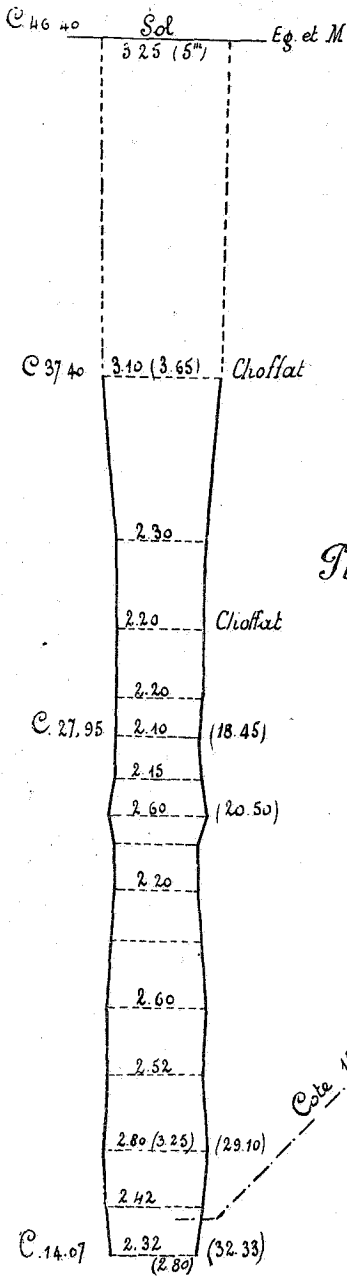 C. 46 40 Sol Eg. et M
3 25 (5m)
C 37 40 3.10 (3.65) Choffat
2.30
2.20 Choffat
2.20
C. 27.95 2.10 (18.45)
2.15
2.60 (20.50)
2 20
2.60
2.52
Cote
2.80 (3.25) (29.10)
2.42
C. 14.07 2.32 (32.33)
(2.80)